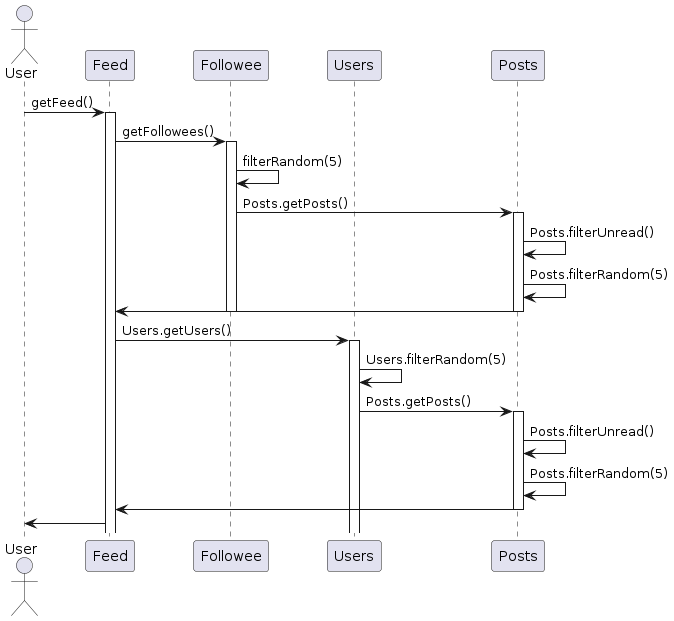 User
Feed
Followee
Users
Posts
getFeed()
getFollowees()
filterRandom(5)
Posts.getPosts()
Posts.filterUnread()
Posts.filterRandom(5)
Users.getUsers()
Users.filterRandom(5)
Posts.getPosts()
Posts.filterUnread()
Posts.filterRandom(5)
User
Feed
Followee
Users
Posts